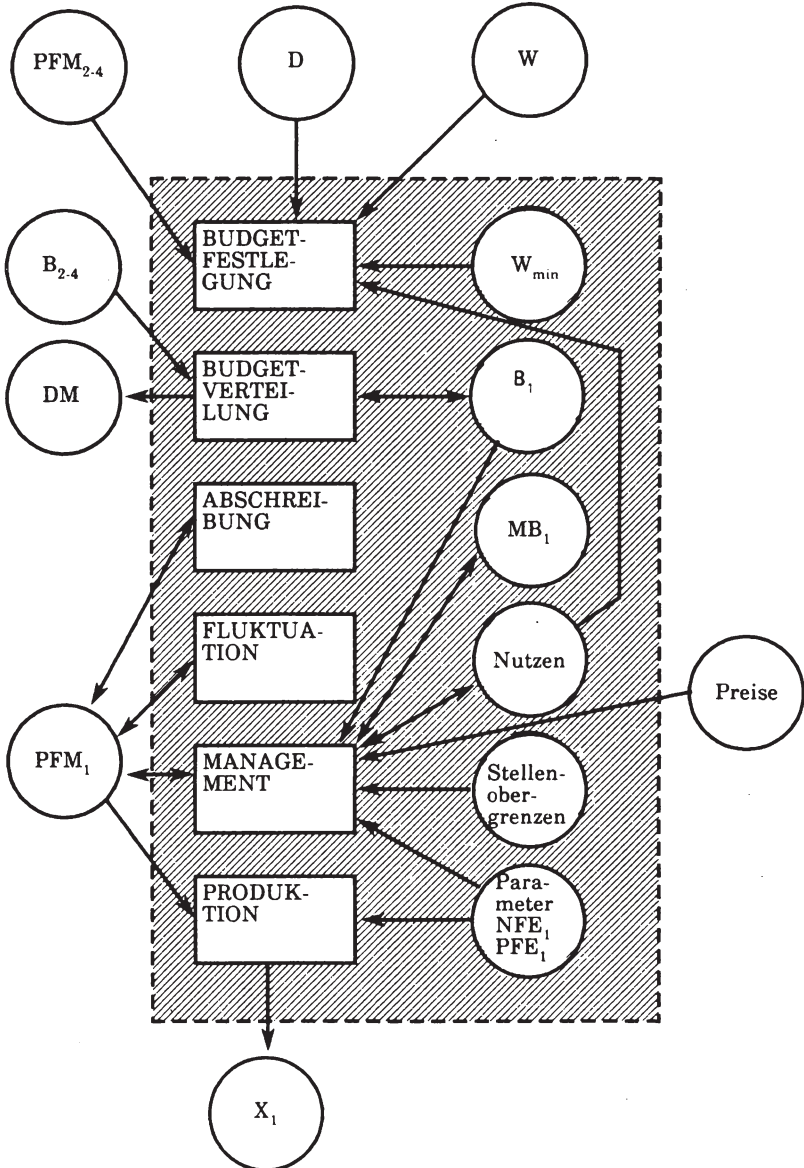 PFM₂₋₄
D
W
BUDGET-
FESTLE-
GUNG
W_min
B₂₋₄
BUDGET-
VERTEI-
LUNG
DM
B₁
ABSCHREI-
BUNG
MB₁
FLUKTUA-
TION
Nutzen
Preise
PFM₁
MANAGE-
MENT
Stellen-
ober-
grenzen
PRODUK-
TION
Para-
meter
NFE₁
PFE₁
X₁